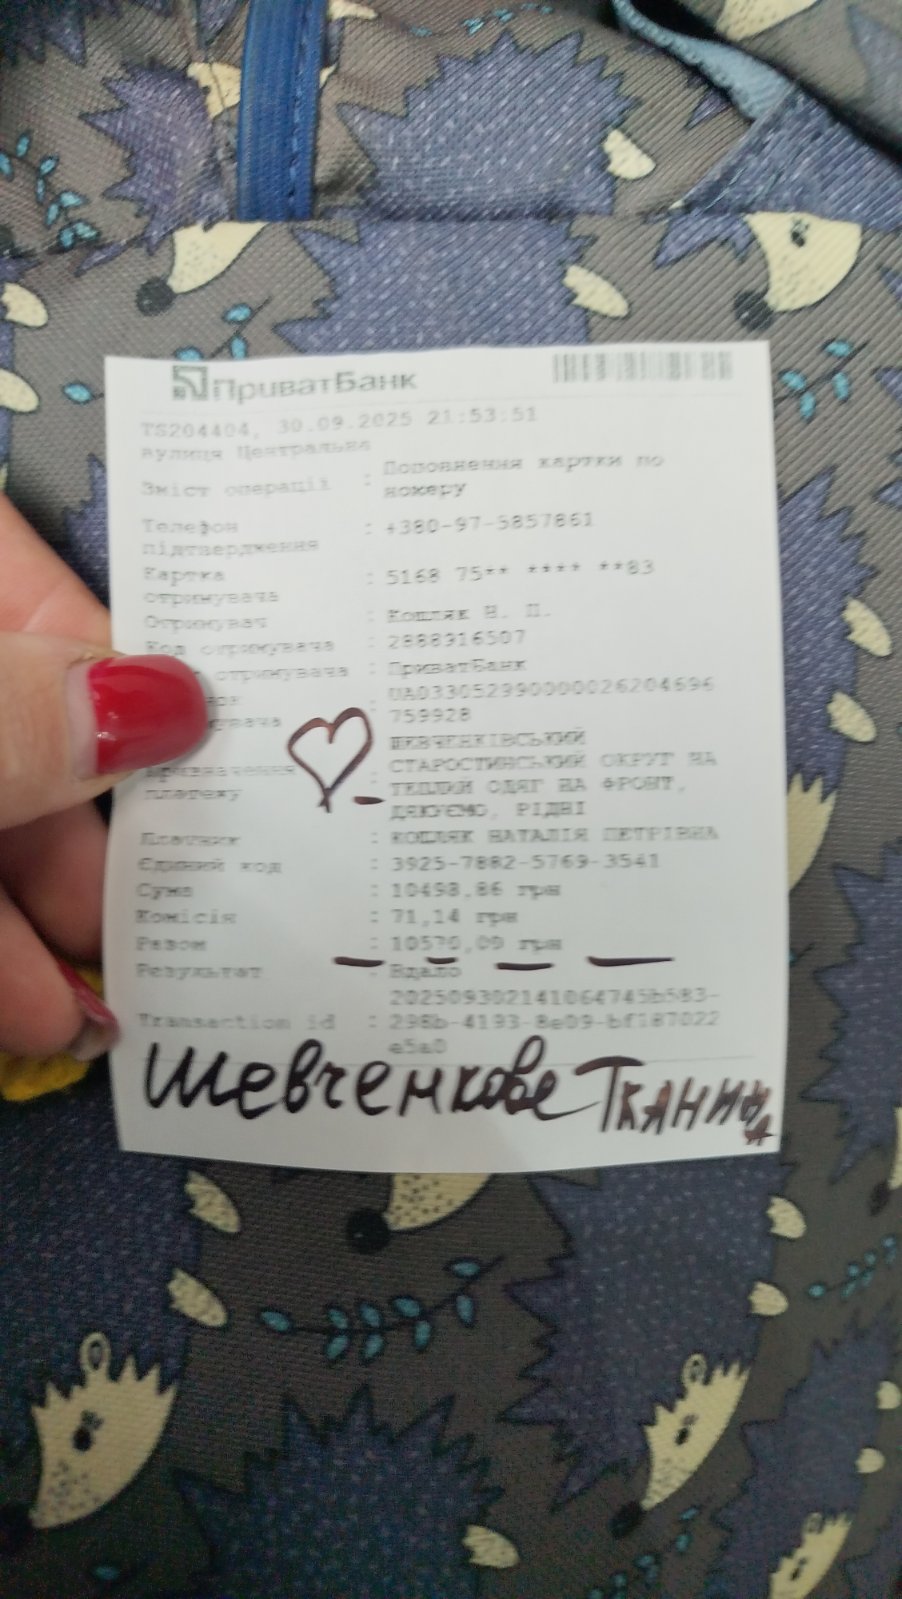 ПриватБанк
TS204404, 30.09.2025 21:53:51
вулиця Центральна
Зміст операції : Поповнення картки по номеру
Телефон підтвердження : +380-97-5857861
Картка отримувача : 5168 75** **** **83
Отримувач : Кошляк Н. П.
Код отримувача : 2888916507
отримувача : ПриватБанк
: UA033052990000026204696
759928
Призначення платежу : ШЕВЧЕНКІВСЬКИЙ
СТАРОСТИНСЬКИЙ ОКРУГ НА
ТЕПЛИЙ ОДЯГ НА ФРОНТ,
ДЯКУЄМО, РІДНІ
Платник : КОШЛЯК НАТАЛІЯ ПЕТРІВНА
Єдиний код : 3925-7882-5769-3541
Сума : 10498,86 грн
Комісія : 71,14 грн
Разом : 10570,00 грн
Результат : Вдало
Transaction id : 202509302141064745b583-
298b-4193-8e09-bf187022
e5a0
Шевченкове Тканини